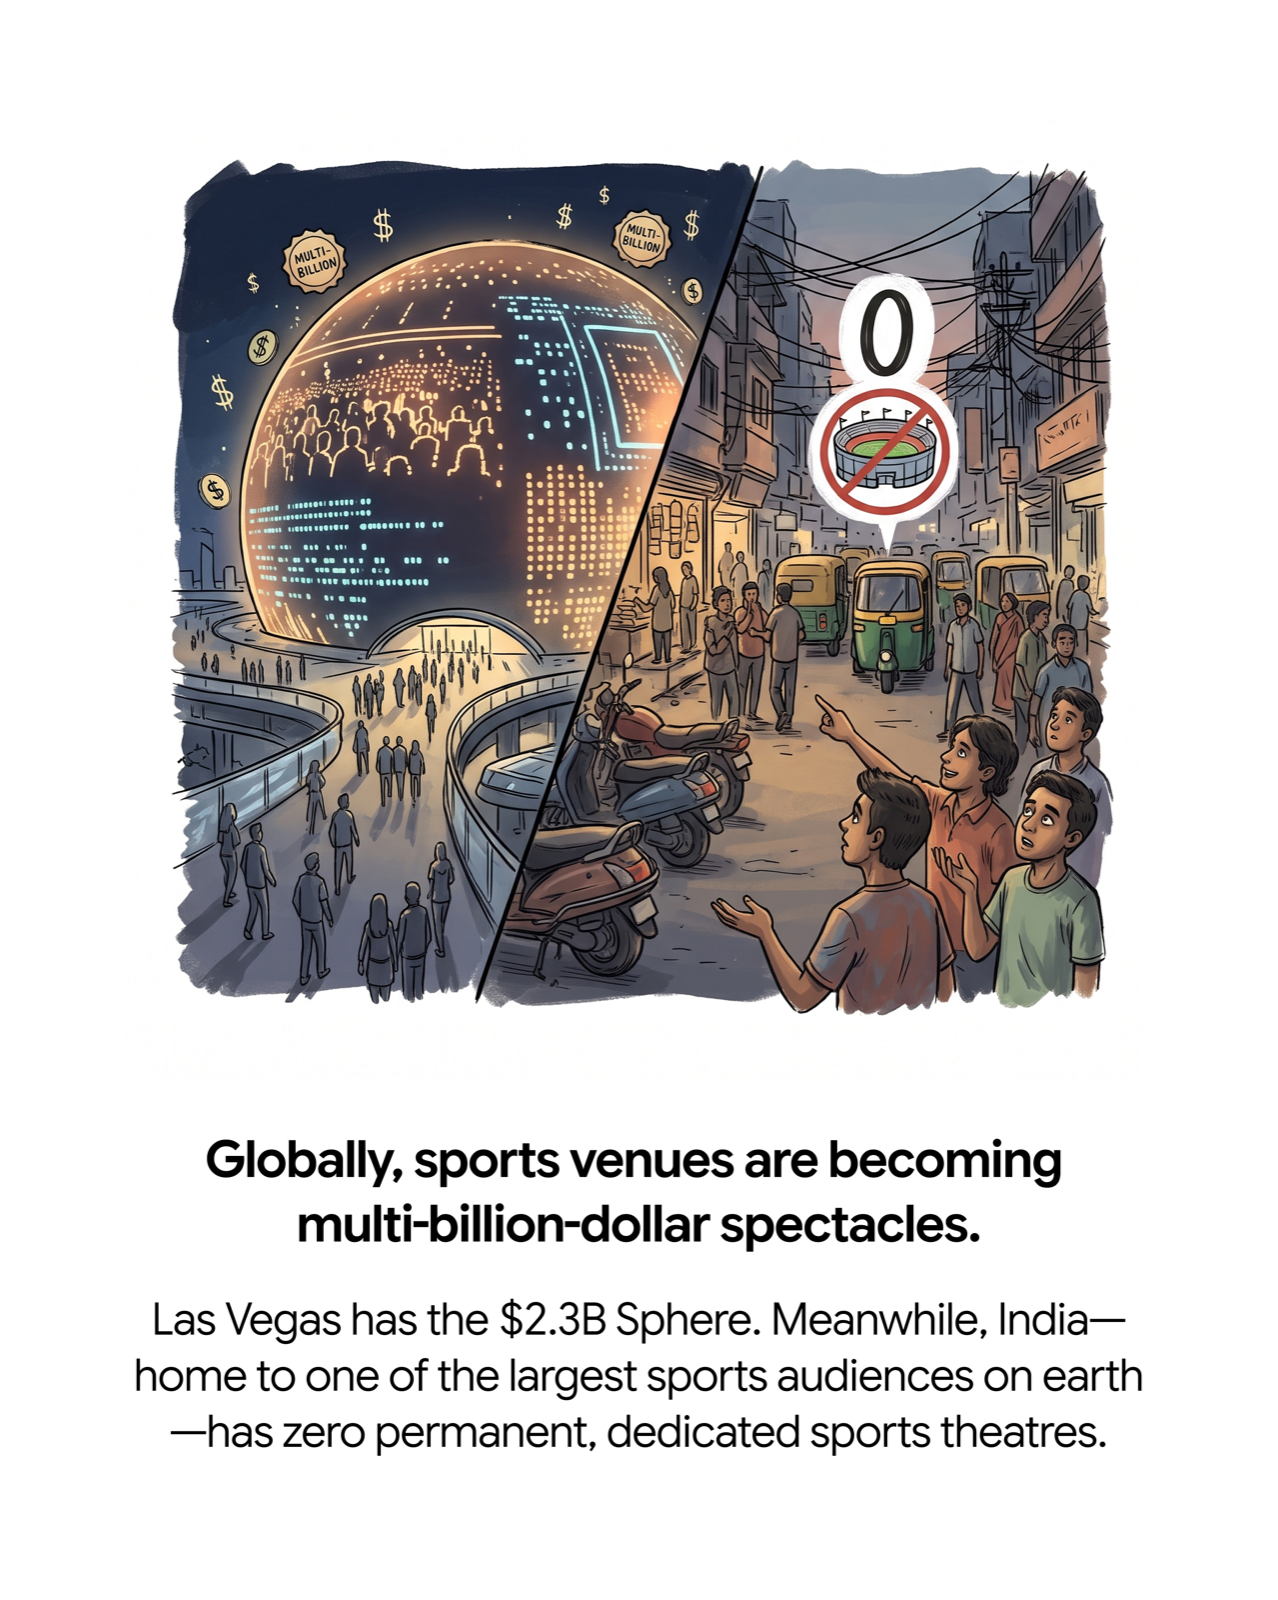 $
$
$
$
MULTI-
BILLION
MULTI-
BILLION
$
$
$
$
$
0
Globally, sports venues are becoming
multi-billion-dollar spectacles.
Las Vegas has the $2.3B Sphere. Meanwhile, India—
home to one of the largest sports audiences on earth
—has zero permanent, dedicated sports theatres.